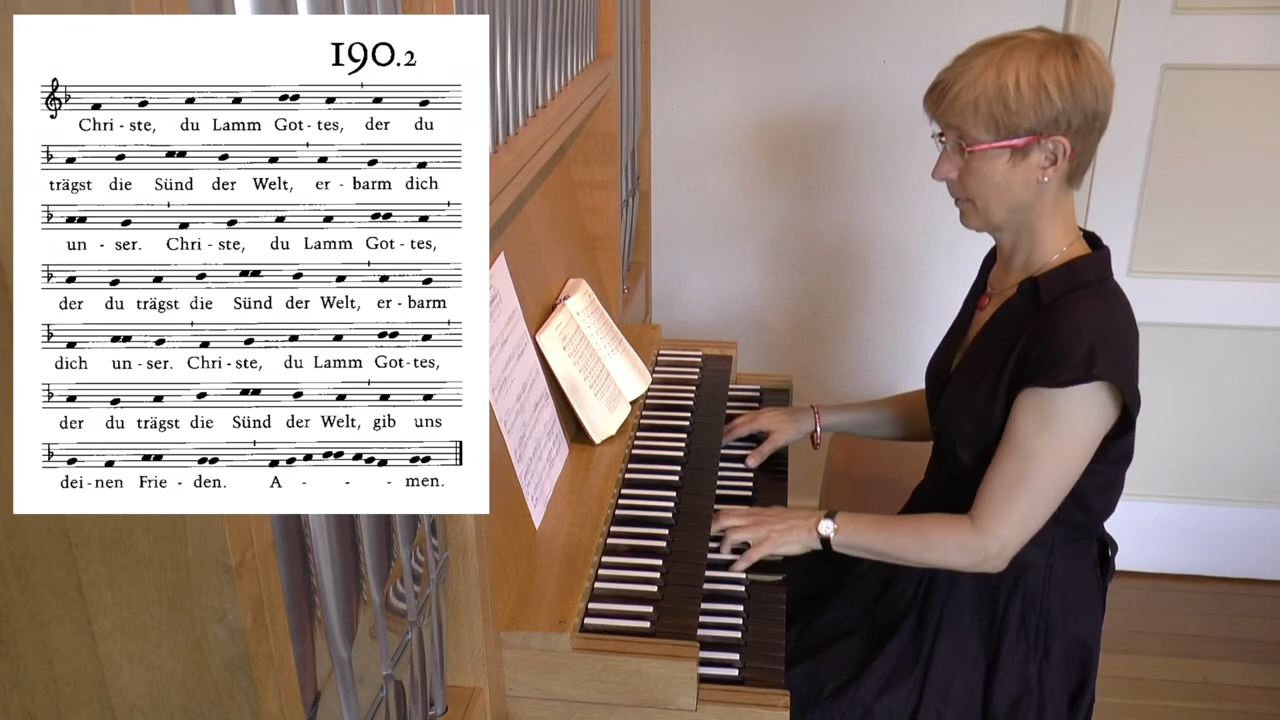 190.2
Chri - ste, du Lamm Got - tes, der du
trägst die Sünd der Welt, er - barm dich
un - ser. Chri - ste, du Lamm Got - tes,
der du trägst die Sünd der Welt, er - barm
dich un - ser. Chri - ste, du Lamm Got - tes,
der du trägst die Sünd der Welt, gib uns
dei - nen Frie - den. A - - - men.